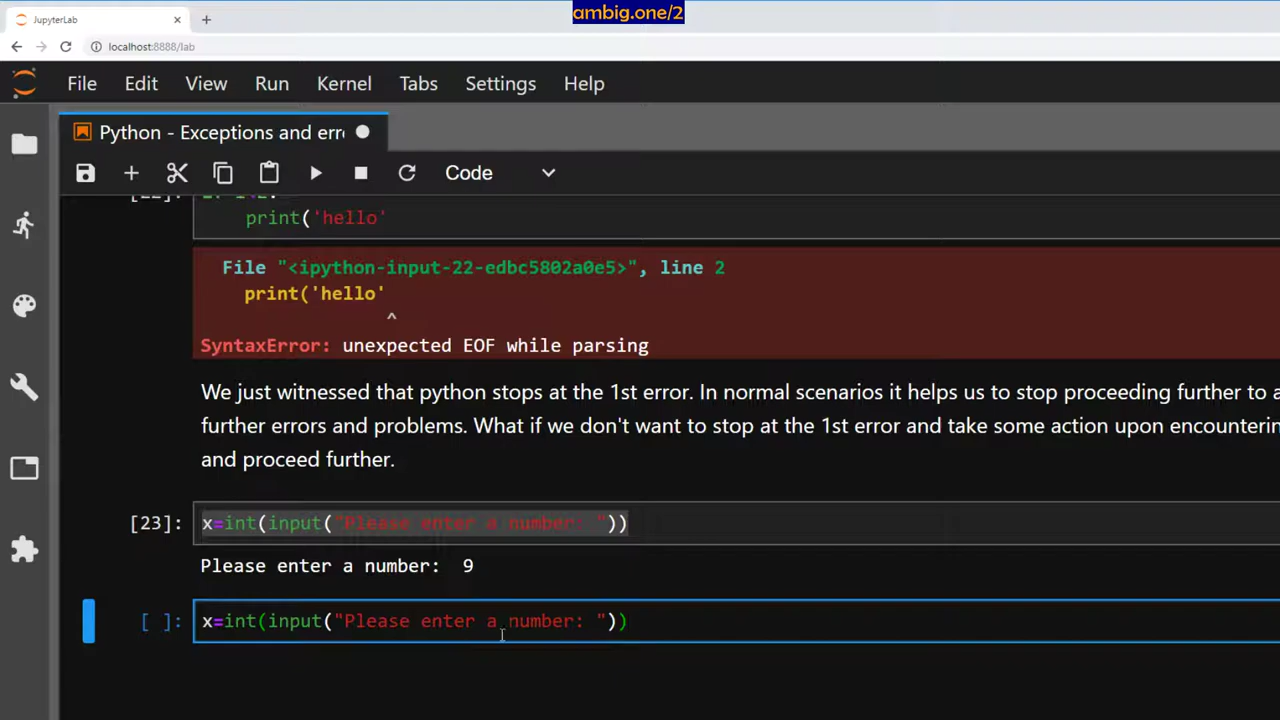 ambig.one/2
JupyterLab
localhost:8888/lab
File Edit View Run Kernel Tabs Settings Help
Python - Exceptions and err
Code
print('hello'
File "<ipython-input-22-edbc5802a0e5>", line 2
print('hello'
^
SyntaxError: unexpected EOF while parsing
We just witnessed that python stops at the 1st error. In normal scenarios it helps us to stop proceeding further to a
further errors and problems. What if we don't want to stop at the 1st error and take some action upon encounterin
and proceed further.
[23]: x=int(input("Please enter a number: "))
Please enter a number: 9
[ ]: x=int(input("Please enter a number: "))